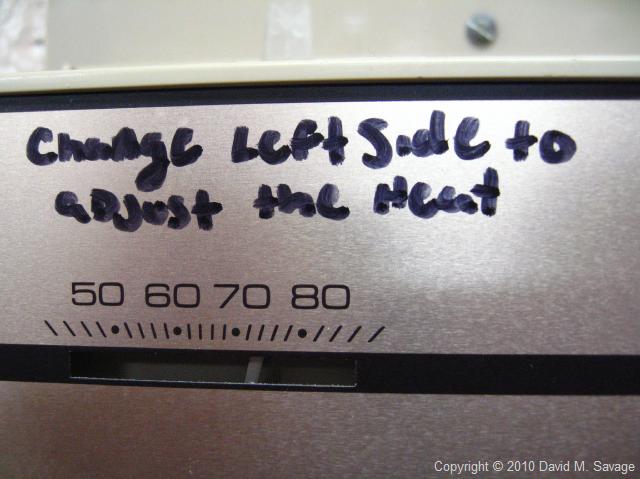 Change Left Side to
aDJust the Heat
50 60 70 80
Copyright © 2010 David M. Savage